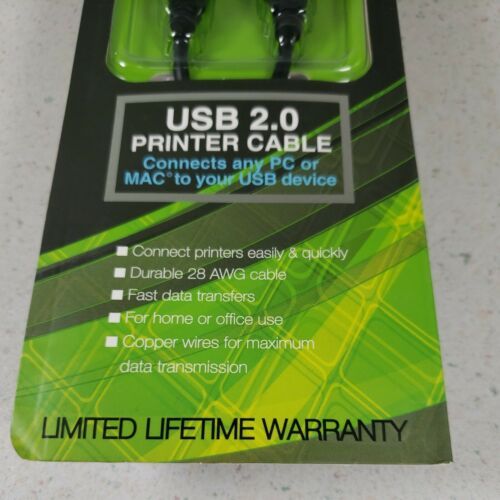 USB 2.0
PRINTER CABLE
Connects any PC or
MAC® to your USB device
Connect printers easily & quickly
Durable 28 AWG cable
Fast data transfers
For home or office use
Copper wires for maximum
data transmission
LIMITED LIFETIME WARRANTY